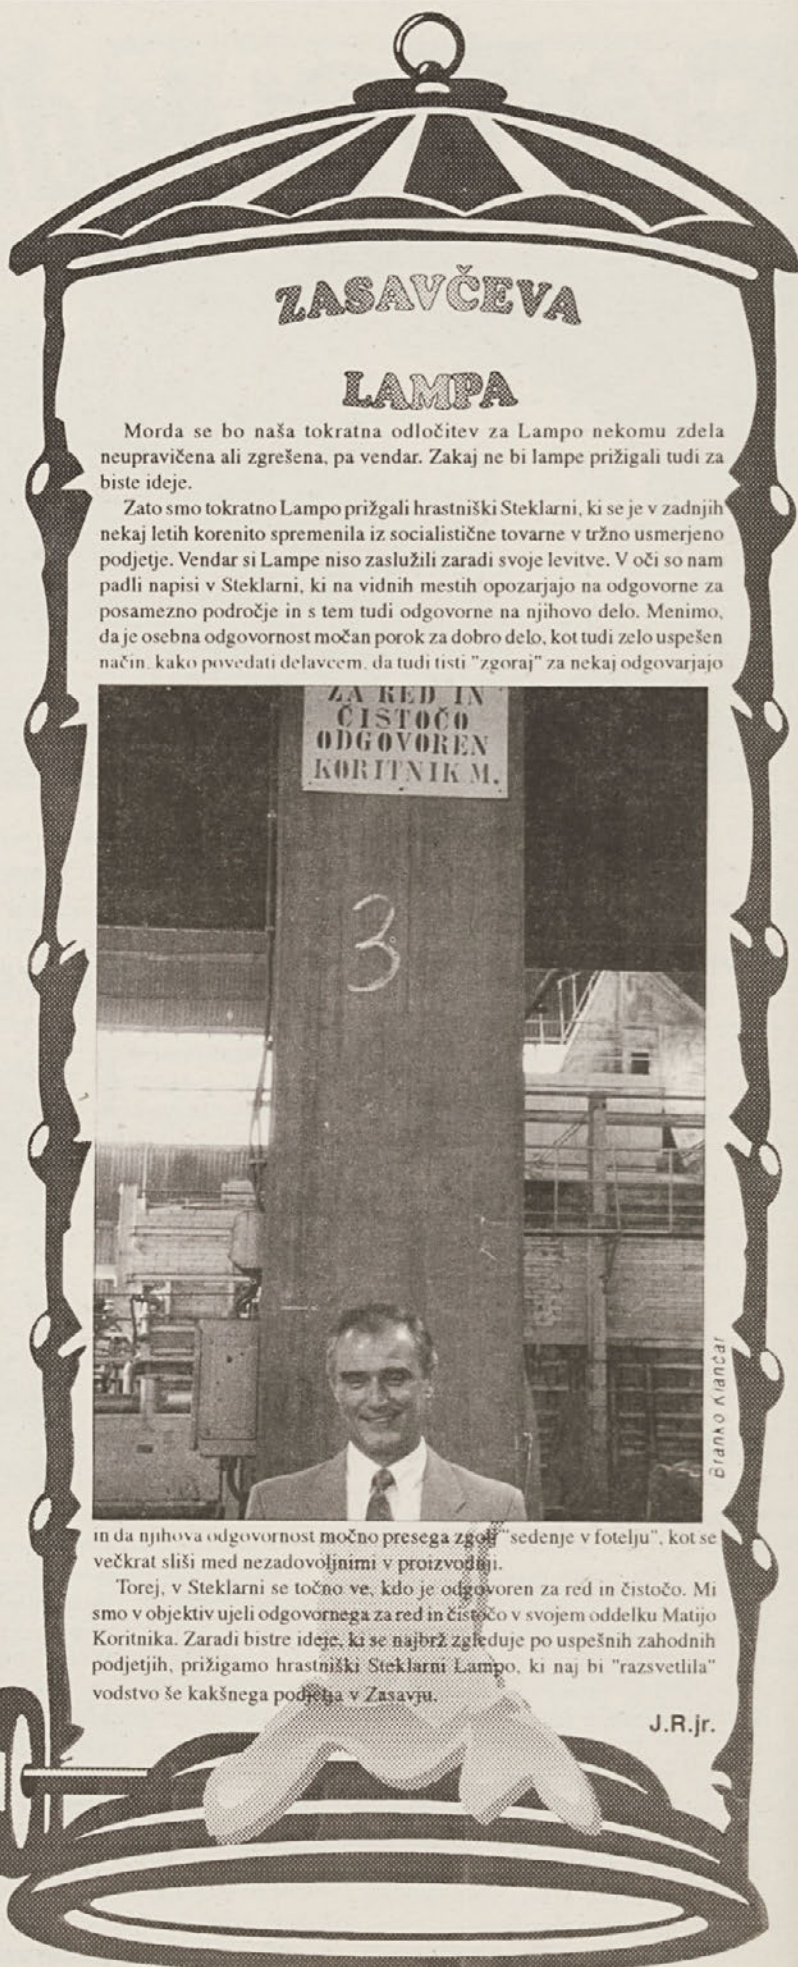 ZASAVČEVA
LAMPA
Morda se bo naša tokratna odločitev za Lampo nekomu zdela
neupravičena ali zgrešena, pa vendar. Zakaj ne bi lampe prižigali tudi za
biste ideje.
Zato smo tokratno Lampo prižgali hrastniški Steklarni, ki se je v zadnjih
nekaj letih korenito spremenila iz socialistične tovarne v tržno usmerjeno
podjetje. Vendar si Lampe niso zaslužili zaradi svoje levitve. V oči so nam
padli napisi v Steklarni, ki na vidnih mestih opozarjajo na odgovorne za
posamezno področje in s tem tudi odgovorne na njihovo delo. Menimo,
da je osebna odgovornost močan porok za dobro delo, kot tudi zelo uspešen
način, kako povedati delavcem, da tudi tisti "zgoraj" za nekaj odgovarjajo
ZA RED IN
ČISTOČO
ODGOVOREN
KORITNIK M.
3
Branko Klančar
in da njihova odgovornost močno presega zgolj "sedenje v fotelju", kot se
večkrat sliši med nezadovoljnimi v proizvodnji.
Torej, v Steklarni se točno ve, kdo je odgovoren za red in čistočo. Mi
smo v objektiv ujeli odgovornega za red in čistočo v svojem oddelku Matijo
Koritnika. Zaradi bistre ideje, ki se najbrž zgleduje po uspešnih zahodnih
podjetjih, prižigamo hrastniški Steklarni Lampo, ki naj bi "razsvetlila"
vodstvo še kakšnega podjetja v Zasavju.
J.R.jr.